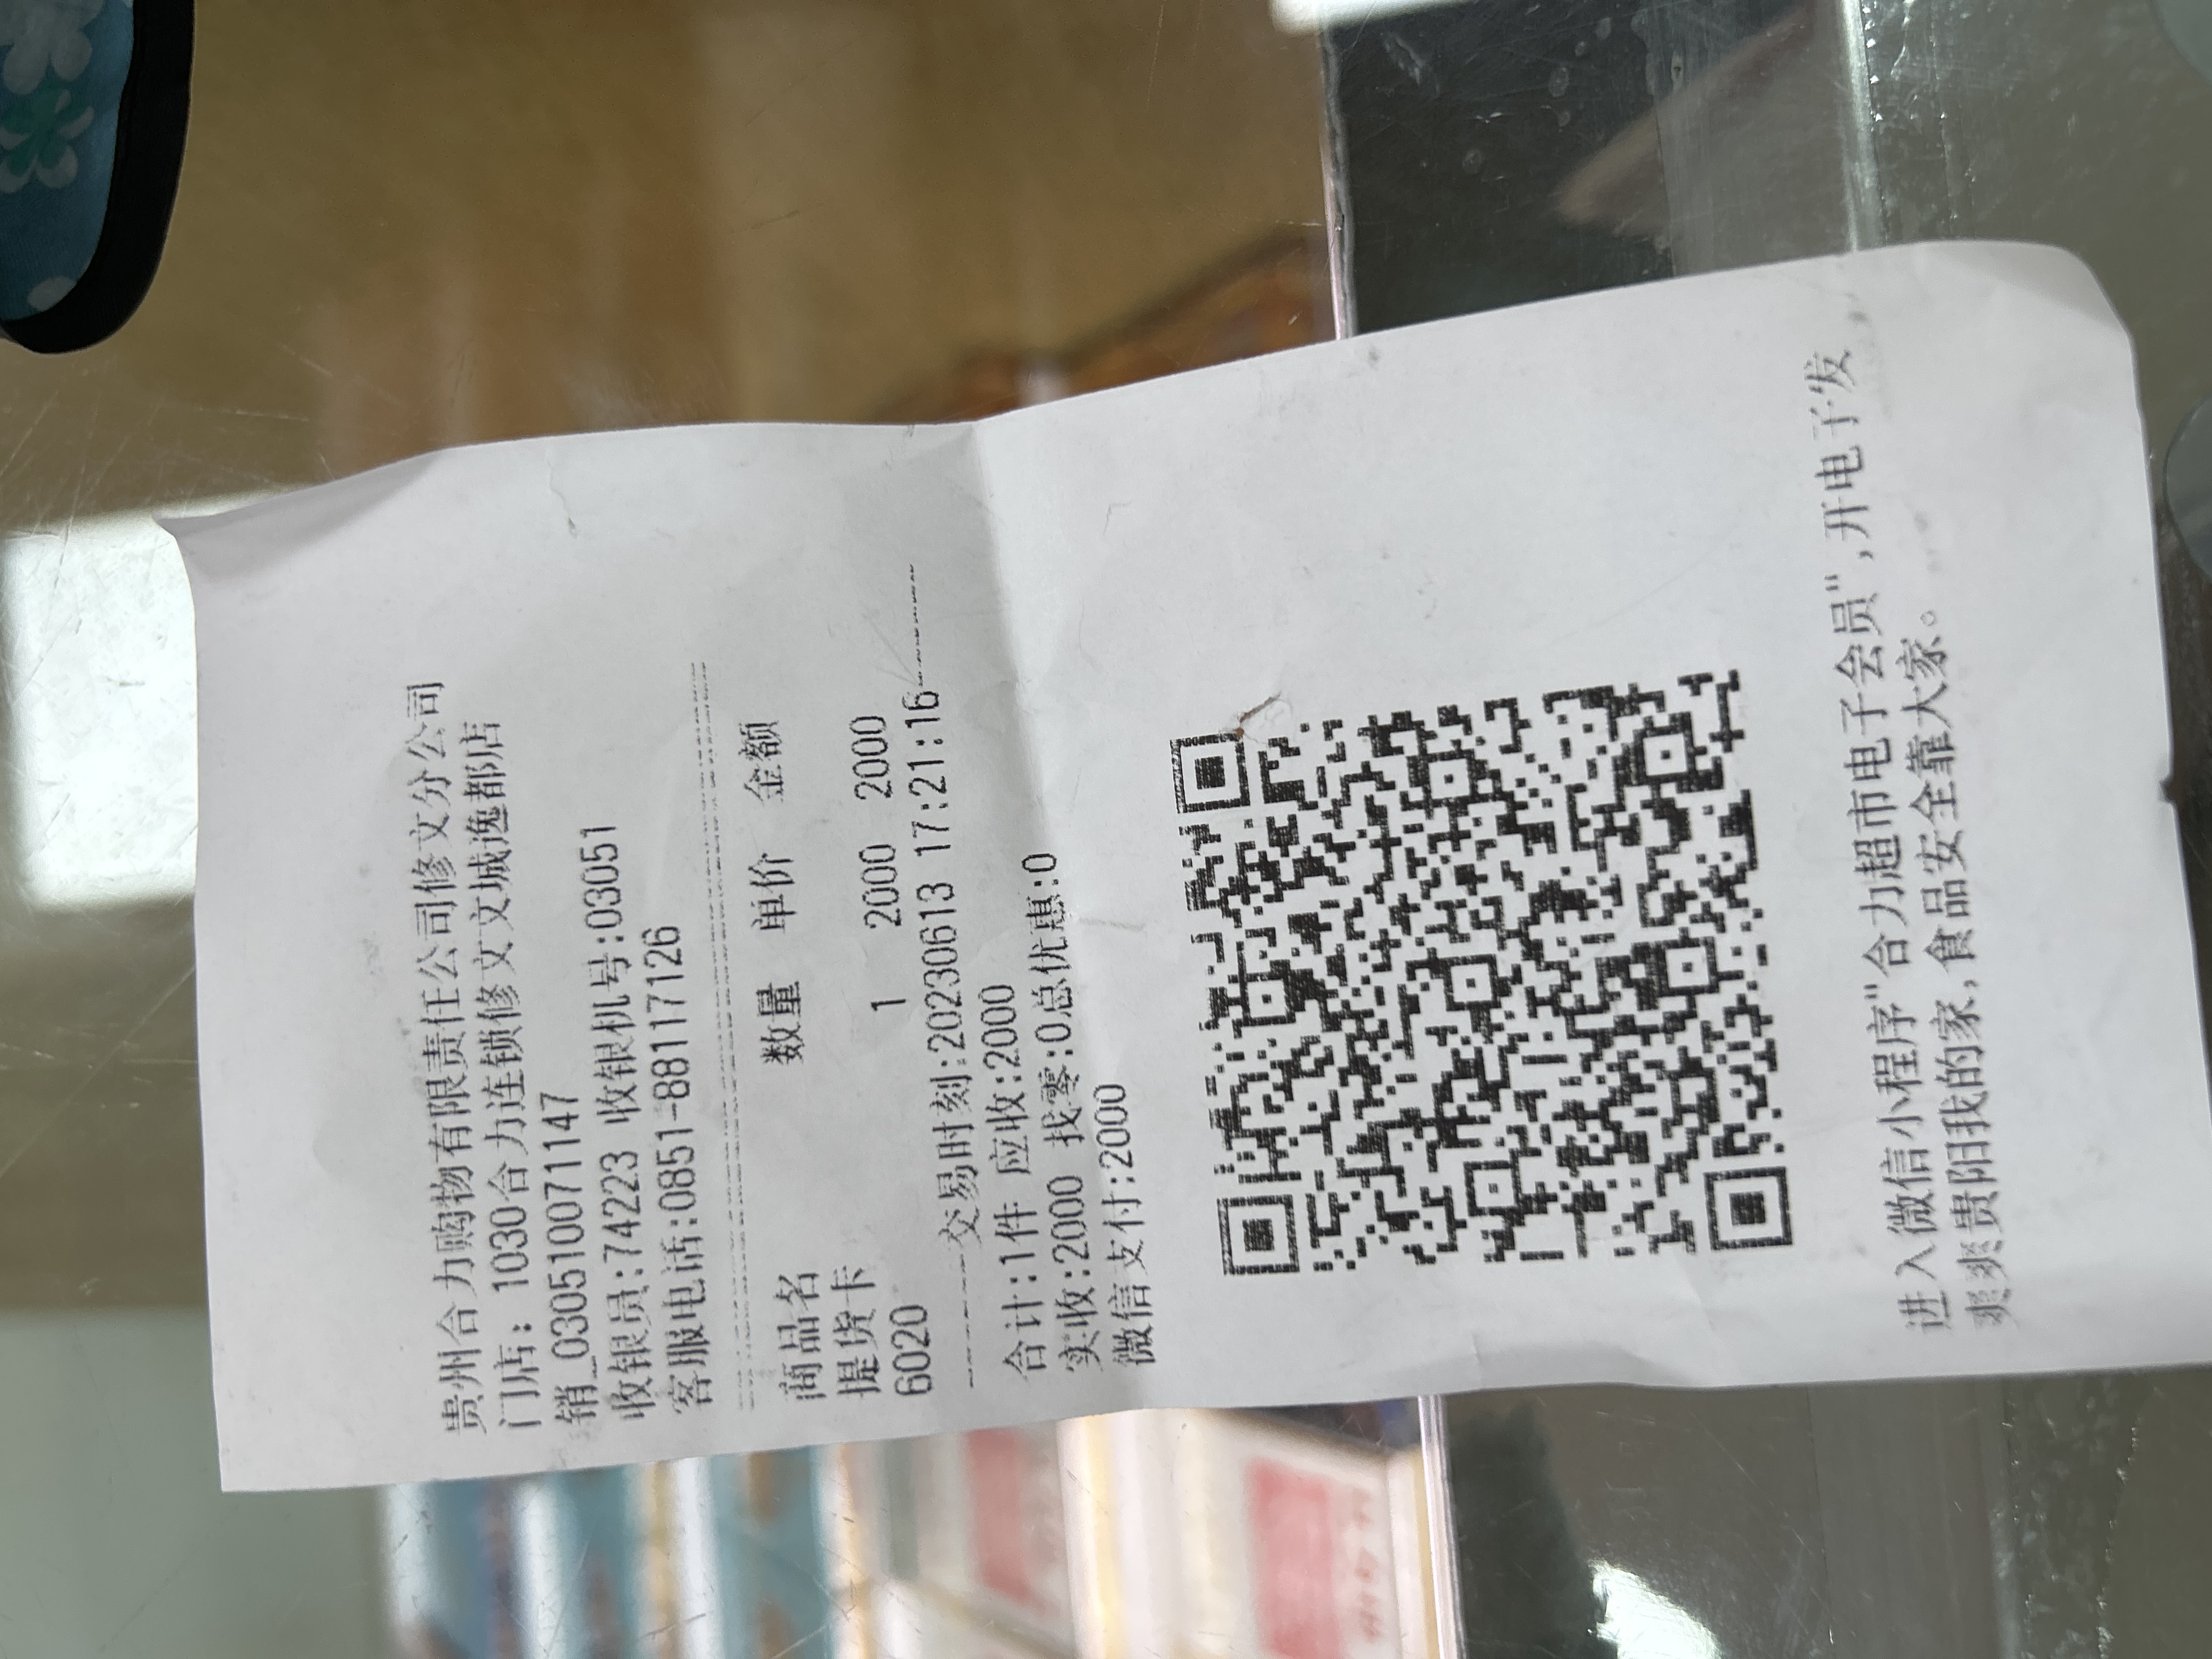 贵州合力购物有限责任公司修文分公司
门店：1030合力连锁修文文城逸都店
销_030510071147
收银员:74223 收银机号:03051
客服电话:0851-88117126
商品名 数量 单价 金额
提货卡
6020 1 2000 2000
交易时刻:20230613 17:21:16
合计:1件 应收:2000
实收:2000 找零:0总优惠:0
微信支付:2000
进入微信小程序"合力超市电子会员",开电子发
爽爽贵阳我的家,食品安全靠大家。